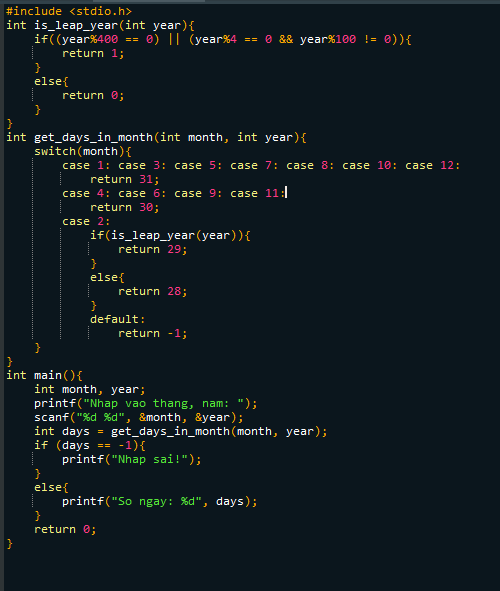 #include <stdio.h>
int is_leap_year(int year){
    if((year%400 == 0) || (year%4 == 0 && year%100 != 0)){
        return 1;
    }
    else{
        return 0;
    }
}
int get_days_in_month(int month, int year){
    switch(month){
        case 1: case 3: case 5: case 7: case 8: case 10: case 12:
            return 31;
        case 4: case 6: case 9: case 11:
            return 30;
        case 2:
            if(is_leap_year(year)){
                return 29;
            }
            else{
                return 28;
            }
            default:
                return -1;
    }
}
int main(){
    int month, year;
    printf("Nhap vao thang, nam: ");
    scanf("%d %d", &month, &year);
    int days = get_days_in_month(month, year);
    if (days == -1){
        printf("Nhap sai!");
    }
    else{
        printf("So ngay: %d", days);
    }
    return 0;
}